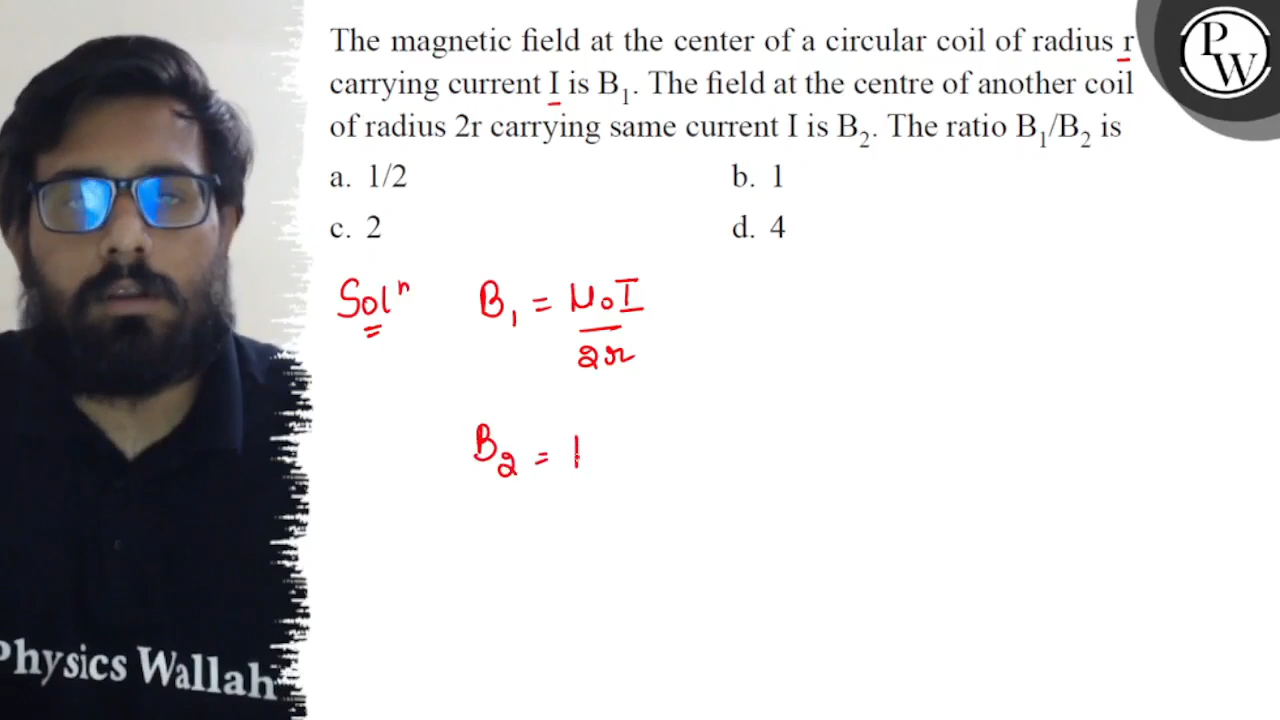 The magnetic field at the center of a circular coil of radius r
carrying current I is B₁. The field at the centre of another coil
of radius 2r carrying same current I is B₂. The ratio B₁/B₂ is
a. 1/2
b. 1
c. 2
d. 4
Solⁿ
B₁ = μ₀I
2r
B₂ =
Physics Wallah
PW